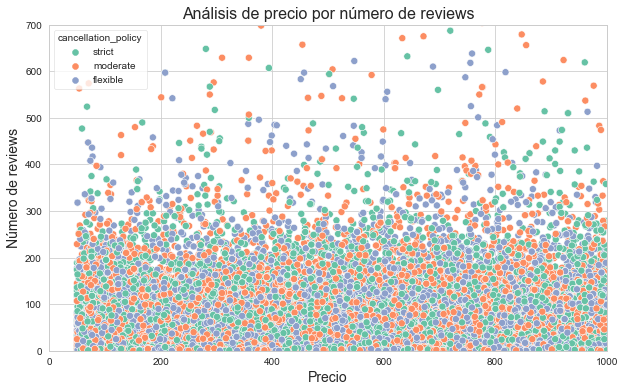 Análisis de precio por número de reviews
cancellation_policy
strict
moderate
flexible
Número de reviews
700
600
500
400
300
200
100
0
0 200 400 600 800 1000
Precio